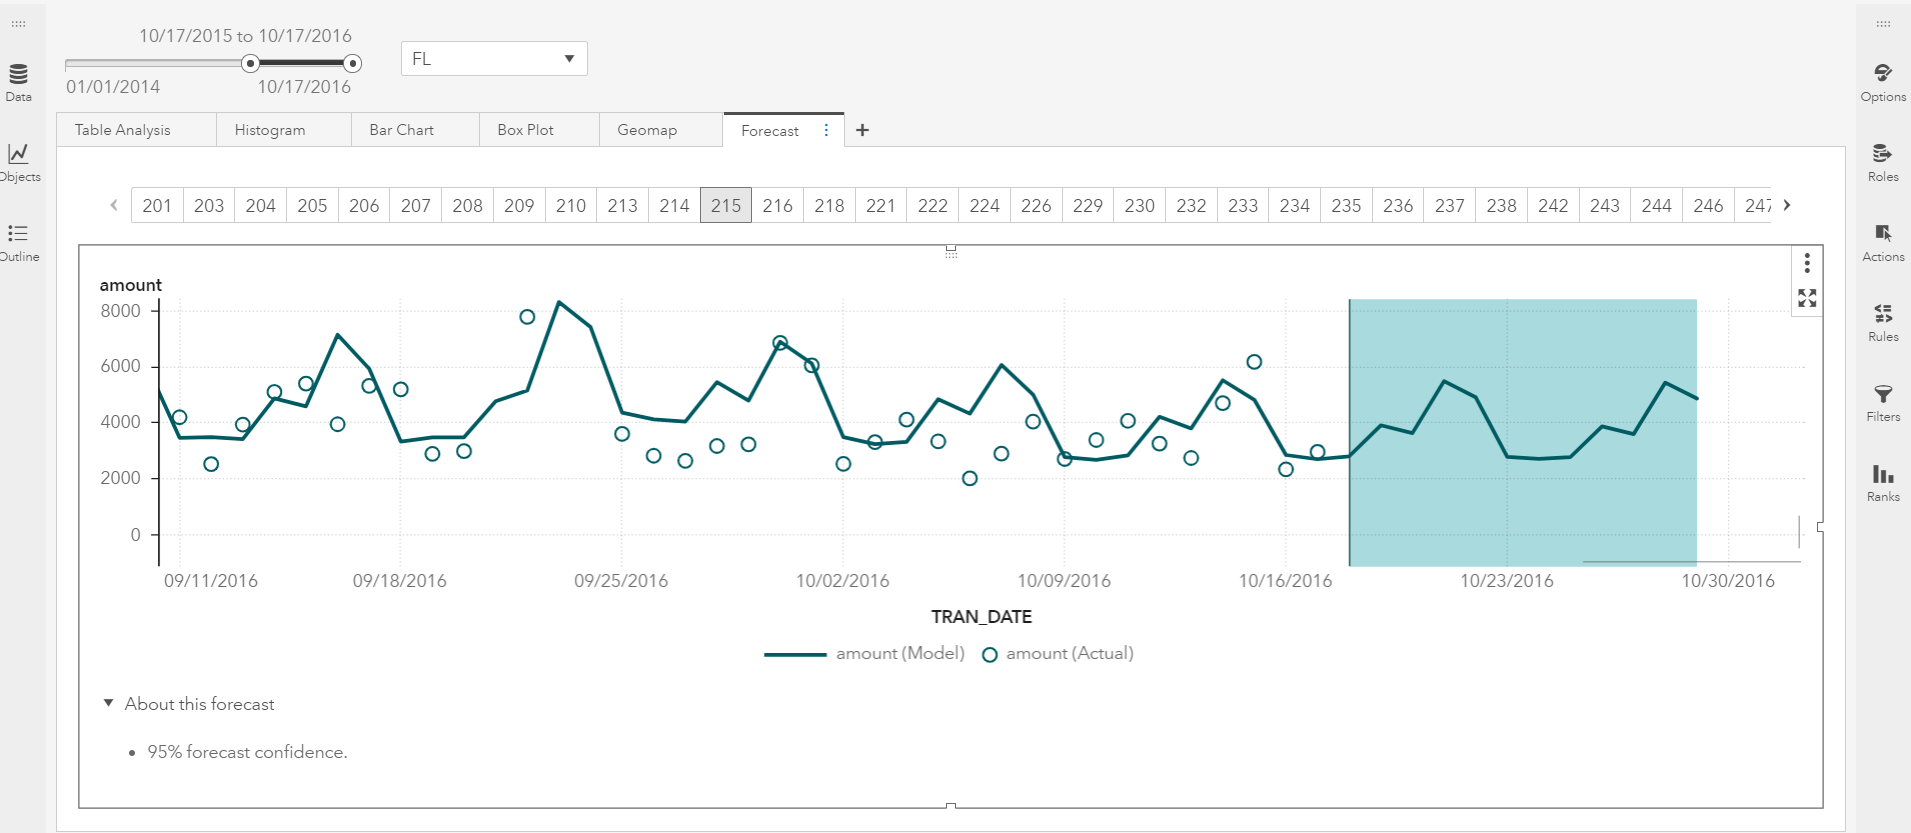 10/17/2015 to 10/17/2016
01/01/2014 10/17/2016
FL
Data
Objects
Outline
Table Analysis Histogram Bar Chart Box Plot Geomap Forecast
201 203 204 205 206 207 208 209 210 213 214 215 216 218 221 222 224 226 229 230 232 233 234 235 236 237 238 242 243 244 246 247
amount
8000
6000
4000
2000
0
09/11/2016 09/18/2016 09/25/2016 10/02/2016 10/09/2016 10/16/2016 10/23/2016 10/30/2016
TRAN_DATE
amount (Model) amount (Actual)
About this forecast
• 95% forecast confidence.
Options
Roles
Actions
Rules
Filters
Ranks